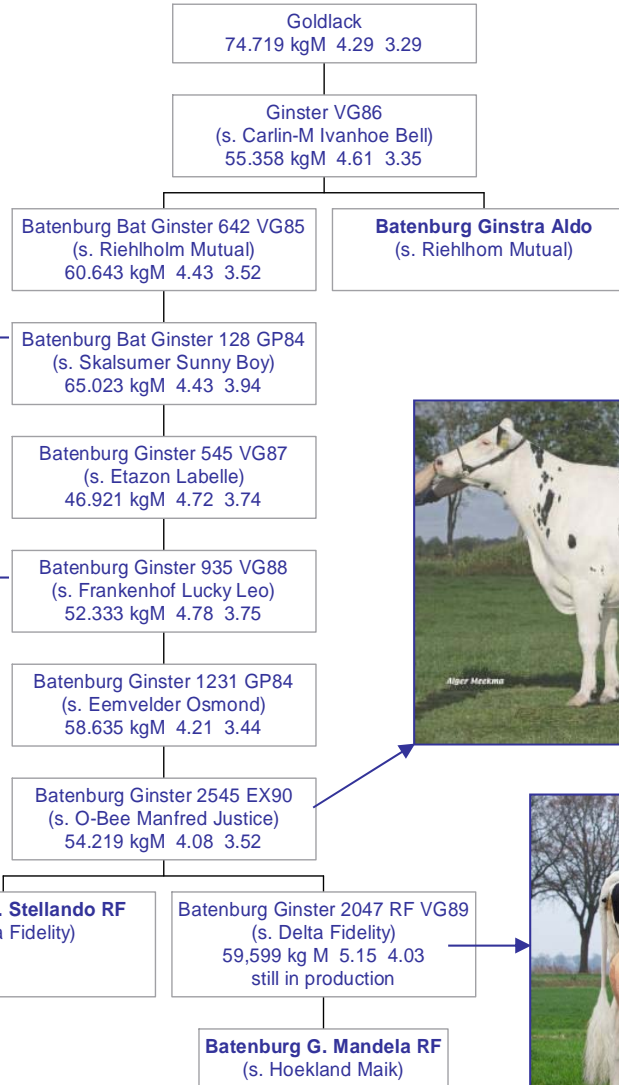 Goldlack
74.719 kgM 4.29 3.29
Ginster VG86
(s. Carlin-M Ivanhoe Bell)
55.358 kgM 4.61 3.35
Batenburg Bat Ginster 642 VG85
(s. Riehlholm Mutual)
60.643 kgM 4.43 3.52
Batenburg Ginstra Aldo
(s. Riehlhom Mutual)
Batenburg Bat Ginster 128 GP84
(s. Skalsumer Sunny Boy)
65.023 kgM 4.43 3.94
Batenburg Ginster 545 VG87
(s. Etazon Labelle)
46.921 kgM 4.72 3.74
Batenburg Ginster 935 VG88
(s. Frankenhof Lucky Leo)
52.333 kgM 4.78 3.75
Batenburg Ginster 1231 GP84
(s. Eemvelder Osmond)
58.635 kgM 4.21 3.44
Alger Meekma
Batenburg Ginster 2545 EX90
(s. O-Bee Manfred Justice)
54.219 kgM 4.08 3.52
. Stellando RF
a Fidelity)
Batenburg Ginster 2047 RF VG89
(s. Delta Fidelity)
59,599 kg M 5.15 4.03
still in production
Batenburg G. Mandela RF
(s. Hoekland Maik)